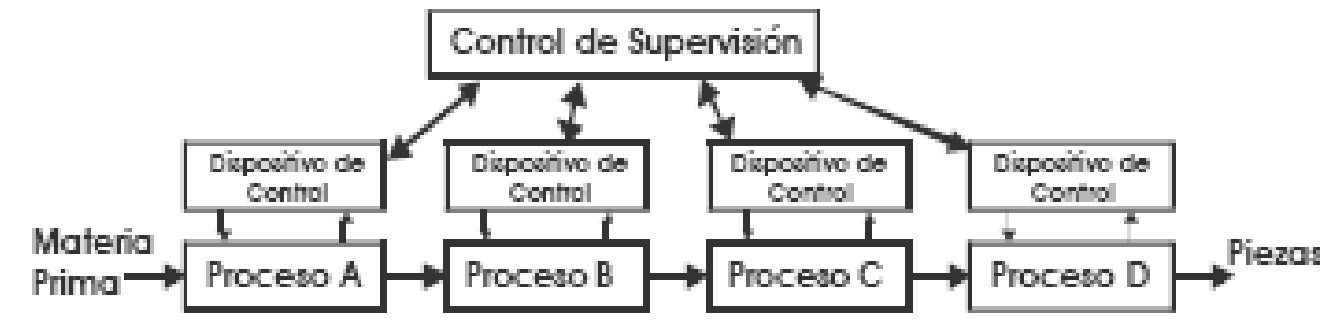 Control de Supervisión
Dispositivo de
Control
Dispositivo de
Control
Dispositivo de
Control
Dispositivo de
Control
Materia
Prima
Proceso A
Proceso B
Proceso C
Proceso D
Piezas